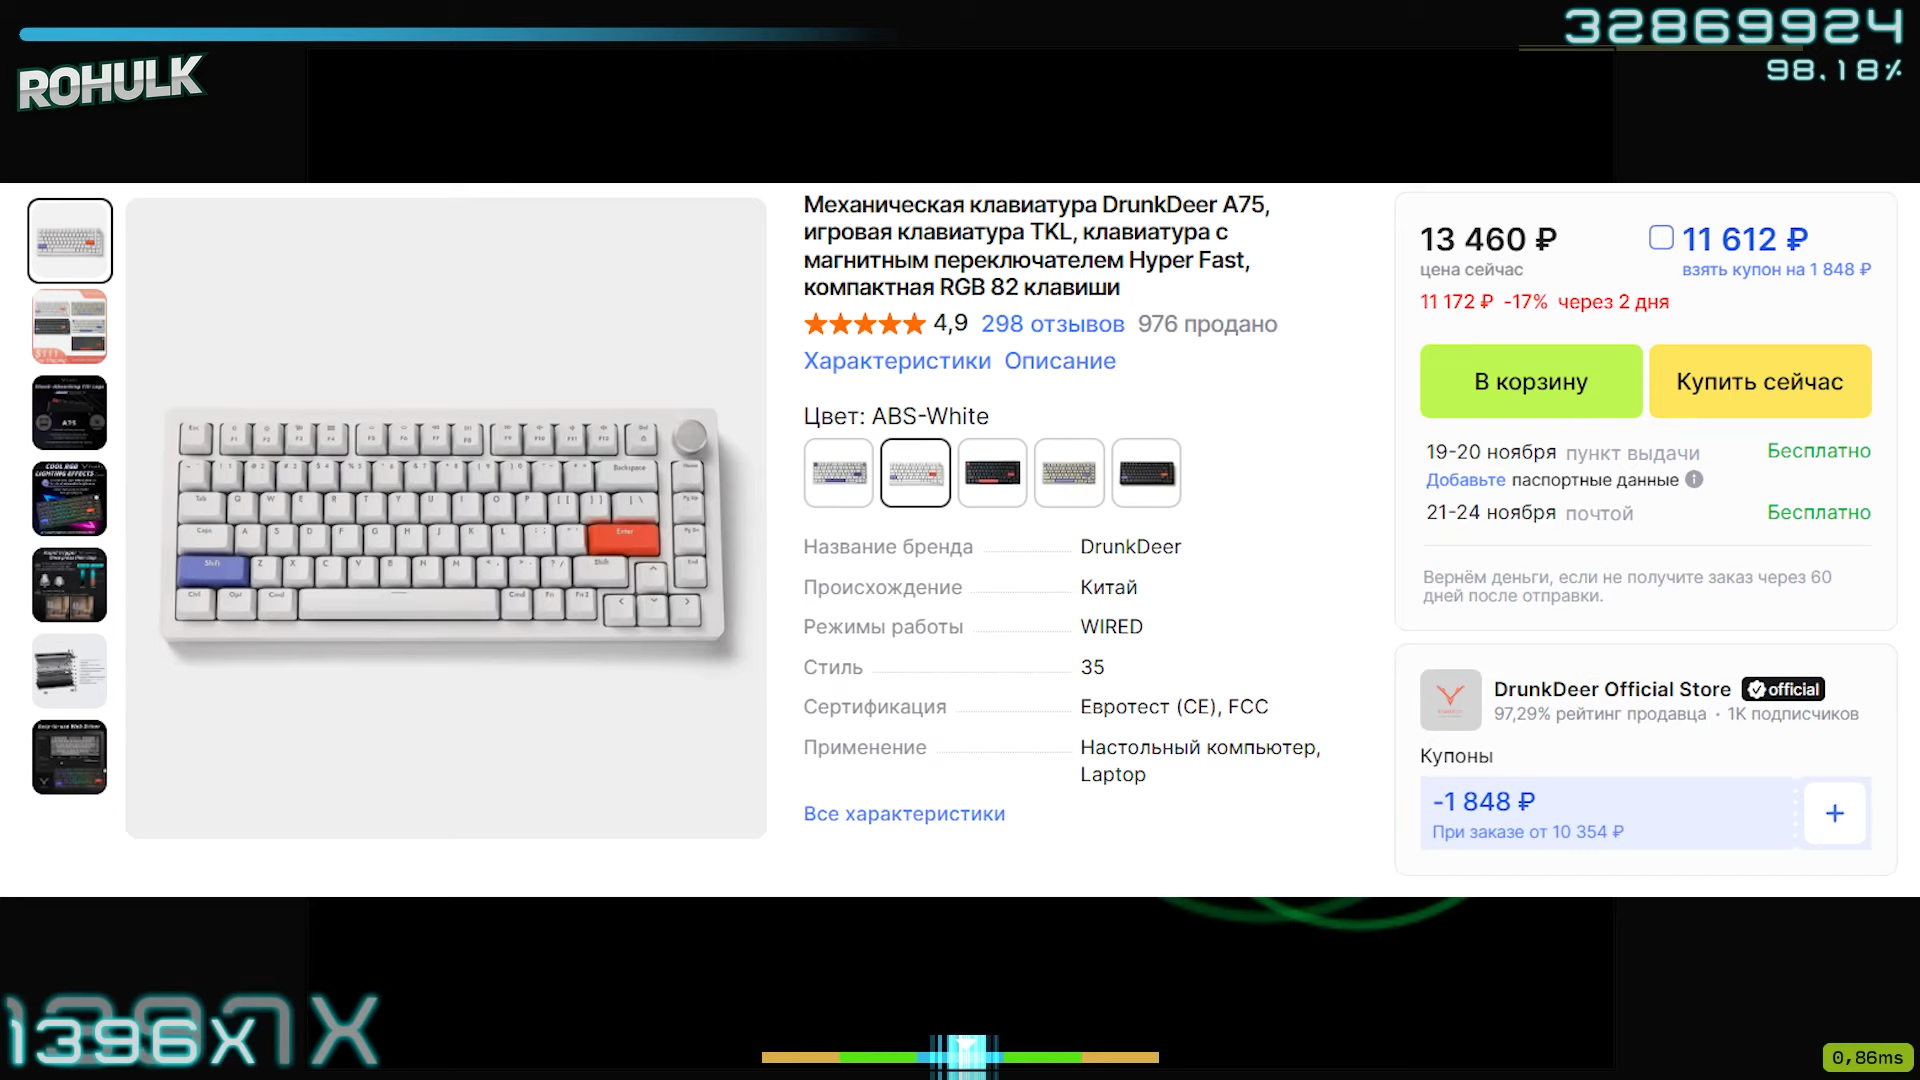 32869924
98.18%
ROHULK
Механическая клавиатура DrunkDeer A75,
игровая клавиатура TKL, клавиатура с
магнитным переключателем Hyper Fast,
компактная RGB 82 клавиши
4,9 298 отзывов 976 продано
Характеристики Описание
Цвет: ABS-White
Название бренда DrunkDeer
Происхождение Китай
Режимы работы WIRED
Стиль 35
Сертификация Евротест (CE), FCC
Применение Настольный компьютер,
Laptop
Все характеристики
13 460 ₽ 11 612 ₽
цена сейчас взять купон на 1 848 ₽
11 172 ₽ -17% через 2 дня
В корзину Купить сейчас
19-20 ноября пункт выдачи Бесплатно
Добавьте паспортные данные
21-24 ноября почтой Бесплатно
Вернём деньги, если не получите заказ через 60
дней после отправки.
DrunkDeer Official Store official
97,29% рейтинг продавца · 1K подписчиков
Купоны
-1 848 ₽
При заказе от 10 354 ₽
+
1396X
0,86ms